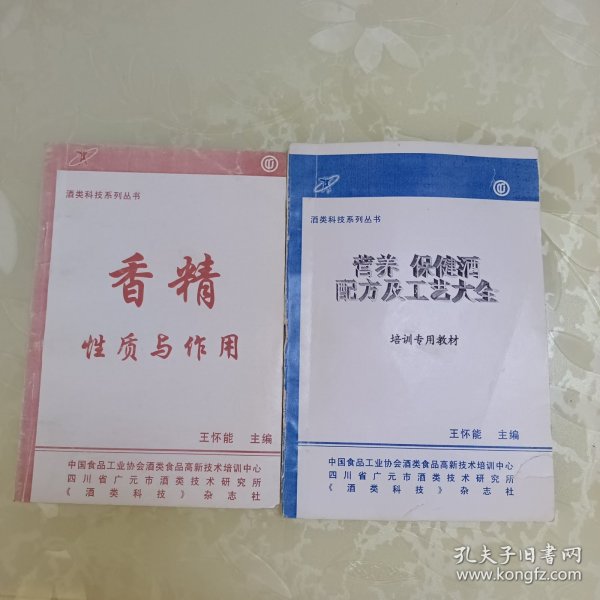 酒类科技系列丛书
香精
性质与作用
王怀能 主编
中国食品工业协会酒类食品高新技术培训中心
四川省广元市酒类技术研究所
《酒类科技》杂志社
酒类科技系列丛书
营养 保健酒
配方及工艺大全
培训专用教材
王怀能 主编
中国食品工业协会酒类食品高新技术培训中心
四川省广元市酒类技术研究所
《酒类科技》杂志社
孔夫子旧书网
www.kongfz.com